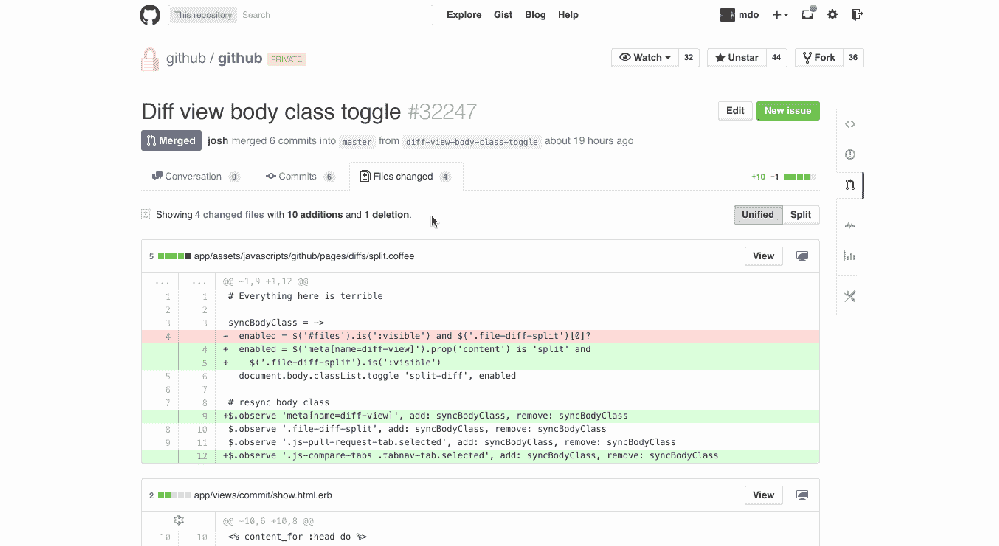 This repository Search Explore Gist Blog Help mdo
github / github PRIVATE Watch 32 Unstar 44 Fork 36
Diff view body class toggle #32247 Edit New issue
Merged josh merged 6 commits into master from diff-view-body-class-toggle about 19 hours ago
Conversation 0 Commits 6 Files changed 4 +10 −1
Showing 4 changed files with 10 additions and 1 deletion. Unified Split
5 app/assets/javascripts/github/pages/diffs/split.coffee View
... ... @@ -1,9 +1,12 @@
1 1 # Everything here is terrible
2 2
3 3 syncBodyClass = ->
4 - enabled = $('#files').is(':visible') and $('.file-diff-split')[0]?
4 + enabled = $('meta[name=diff-view]').prop('content') is 'split' and
5 + $('.file-diff-split').is(':visible')
5 6 document.body.classList.toggle 'split-diff', enabled
6 7
7 8 # resync body class
9 +$.observe 'meta[name=diff-view]', add: syncBodyClass, remove: syncBodyClass
8 10 $.observe '.file-diff-split', add: syncBodyClass, remove: syncBodyClass
9 11 $.observe '.js-pull-request-tab.selected', add: syncBodyClass, remove: syncBodyClass
12 +$.observe '.js-compare-tabs .tabnav-tab.selected', add: syncBodyClass, remove: syncBodyClass
2 app/views/commit/show.html.erb View
@@ -10,6 +10,8 @@
10 10 <% content_for :head do %>